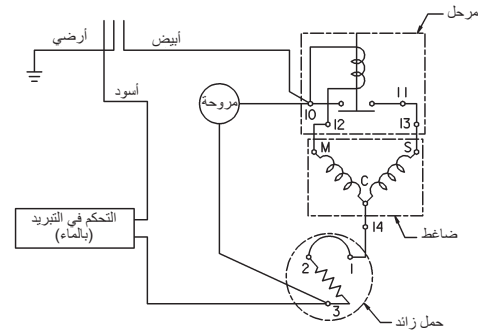 مرحل
أرضي
أبيض
أسود
مروحة
10
11
12
13
M
S
C
14
ضاغط
التحكم في التبريد
(بالماء)
2
1
3
حمل زائد